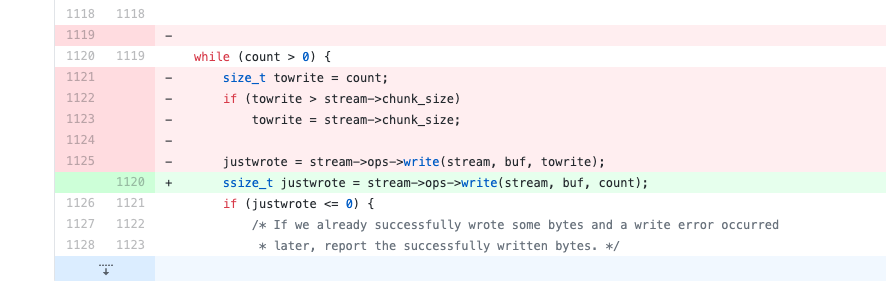 1118 1118
1119 -
1120 1119 while (count > 0) {
1121 - size_t towrite = count;
1122 - if (towrite > stream->chunk_size)
1123 - towrite = stream->chunk_size;
1124 -
1125 - justwrote = stream->ops->write(stream, buf, towrite);
1120 + ssize_t justwrote = stream->ops->write(stream, buf, count);
1126 1121 if (justwrote <= 0) {
1127 1122 /* If we already successfully wrote some bytes and a write error occurred
1128 1123 * later, report the successfully written bytes. */